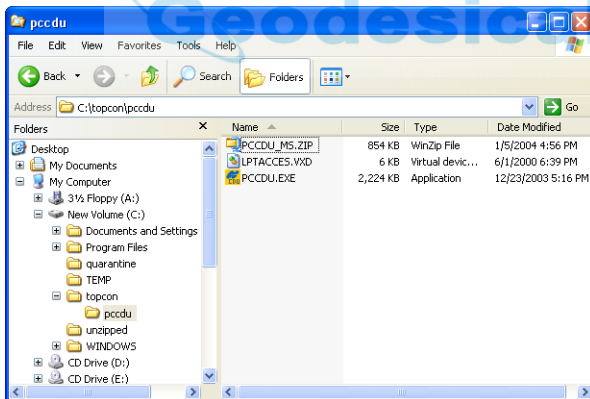 Geodesical
pccdu
File Edit View Favorites Tools Help
Back Search Folders
Address C:\topcon\pccdu Go
Folders Name Size Type Date Modified
Desktop
My Documents
My Computer
3½ Floppy (A:)
New Volume (C:)
Documents and Settings
Program Files
quarantine
TEMP
topcon
pccdu
unzipped
WINDOWS
CD Drive (D:)
CD Drive (E:)
PCCDU_MS.ZIP 854 KB WinZip File 1/5/2004 4:56 PM
LPTACCES.VXD 6 KB Virtual devic... 6/1/2000 6:39 PM
PCCDU.EXE 2,224 KB Application 12/23/2003 5:16 PM